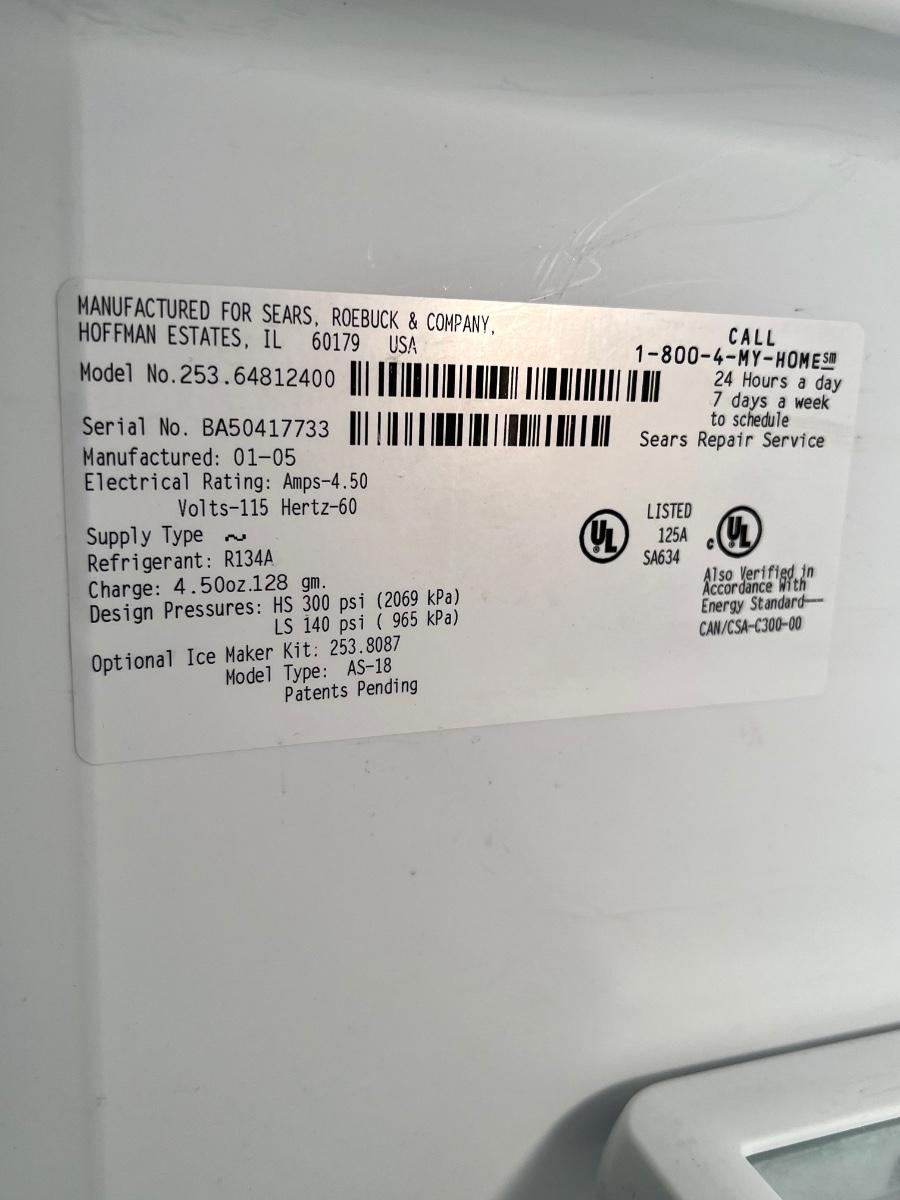 MANUFACTURED FOR SEARS, ROEBUCK & COMPANY,
HOFFMAN ESTATES, IL 60179 USA
Model No.253.64812400
Serial No. BA50417733
Manufactured: 01-05
Electrical Rating: Amps-4.50
Volts-115 Hertz-60
Supply Type ~
Refrigerant: R134A
Charge: 4.50oz.128 gm.
Design Pressures: HS 300 psi (2069 kPa)
LS 140 psi ( 965 kPa)
Optional Ice Maker Kit: 253.8087
Model Type: AS-18
Patents Pending
CALL
1-800-4-MY-HOME℠
24 Hours a day
7 days a week
to schedule
Sears Repair Service
UL
LISTED
125A
SA634
c UL
Also Verified in
Accordance With
Energy Standard
CAN/CSA-C300-00